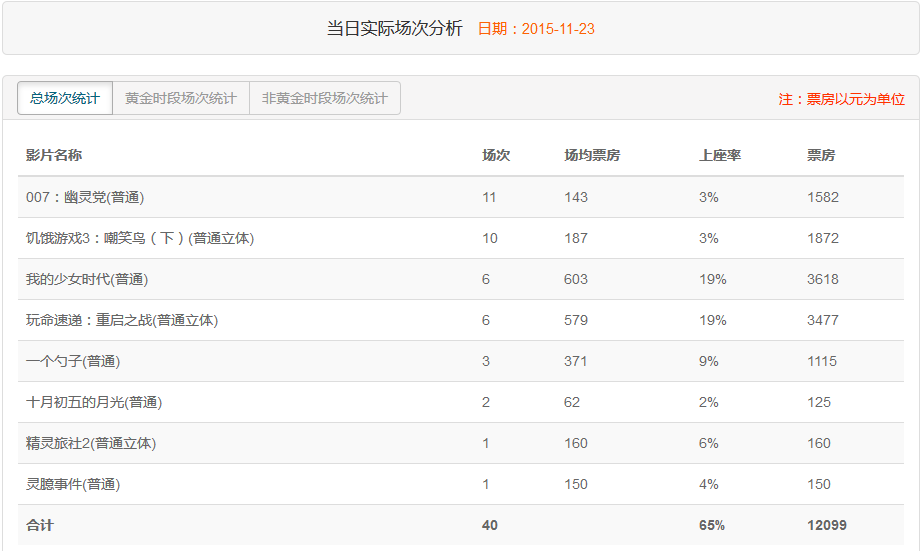 当日实际场次分析 日期：2015-11-23
总场次统计 黄金时段场次统计 非黄金时段场次统计 注：票房以元为单位
影片名称 场次 场均票房 上座率 票房
007：幽灵党(普通) 11 143 3% 1582
饥饿游戏3：嘲笑鸟（下）(普通立体) 10 187 3% 1872
我的少女时代(普通) 6 603 19% 3618
玩命速递：重启之战(普通立体) 6 579 19% 3477
一个勺子(普通) 3 371 9% 1115
十月初五的月光(普通) 2 62 2% 125
精灵旅社2(普通立体) 1 160 6% 160
灵臆事件(普通) 1 150 4% 150
合计 40 65% 12099